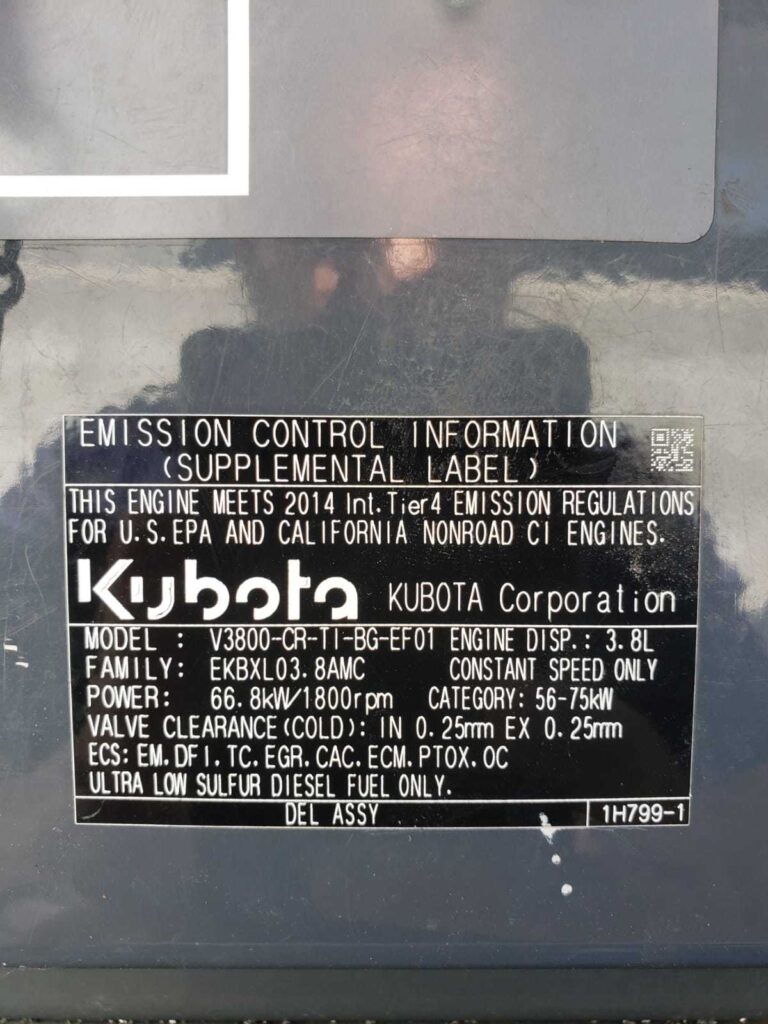 EMISSION CONTROL INFORMATION
(SUPPLEMENTAL LABEL)
THIS ENGINE MEETS 2014 Int.Tier4 EMISSION REGULATIONS
FOR U.S.EPA AND CALIFORNIA NONROAD CI ENGINES.
Kubota KUBOTA Corporation
MODEL : V3800-CR-TI-BG-EF01 ENGINE DISP.: 3.8L
FAMILY: EKBXL03.8AMC CONSTANT SPEED ONLY
POWER: 66.8kW/1800rpm CATEGORY: 56-75kW
VALVE CLEARANCE(COLD): IN 0.25mm EX 0.25mm
ECS: EM.DFI.TC.EGR.CAC.ECM.PTOX.OC
ULTRA LOW SULFUR DIESEL FUEL ONLY.
DEL ASSY 1H799-1